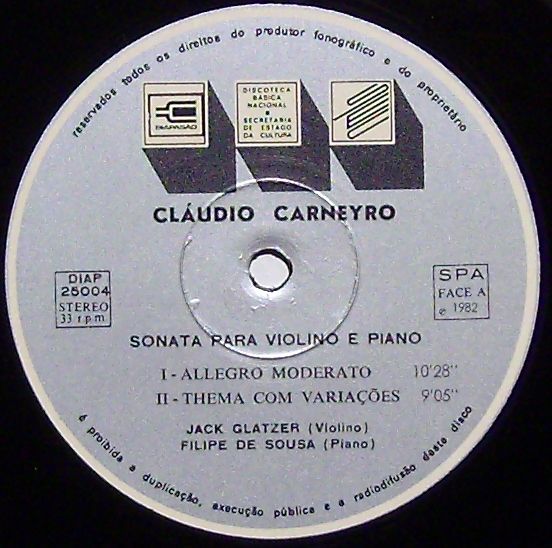 reservados todos os direitos do produtor fonográfico e do proprietário
DIAPASÃO
DISCOTECA
BÁSICA
NACIONAL
SECRETARIA
DE ESTADO
DA CULTURA
CLÁUDIO CARNEYRO
DIAP
25004
STEREO
33 r.p.m.
SPA
FACE A
℗ 1982
SONATA PARA VIOLINO E PIANO
I - ALLEGRO MODERATO 10'28"
II - THEMA COM VARIAÇÕES 9'05"
JACK GLATZER (Violino)
FILIPE DE SOUSA (Piano)
é proibida a duplicação, execução pública e a radiodifusão deste disco